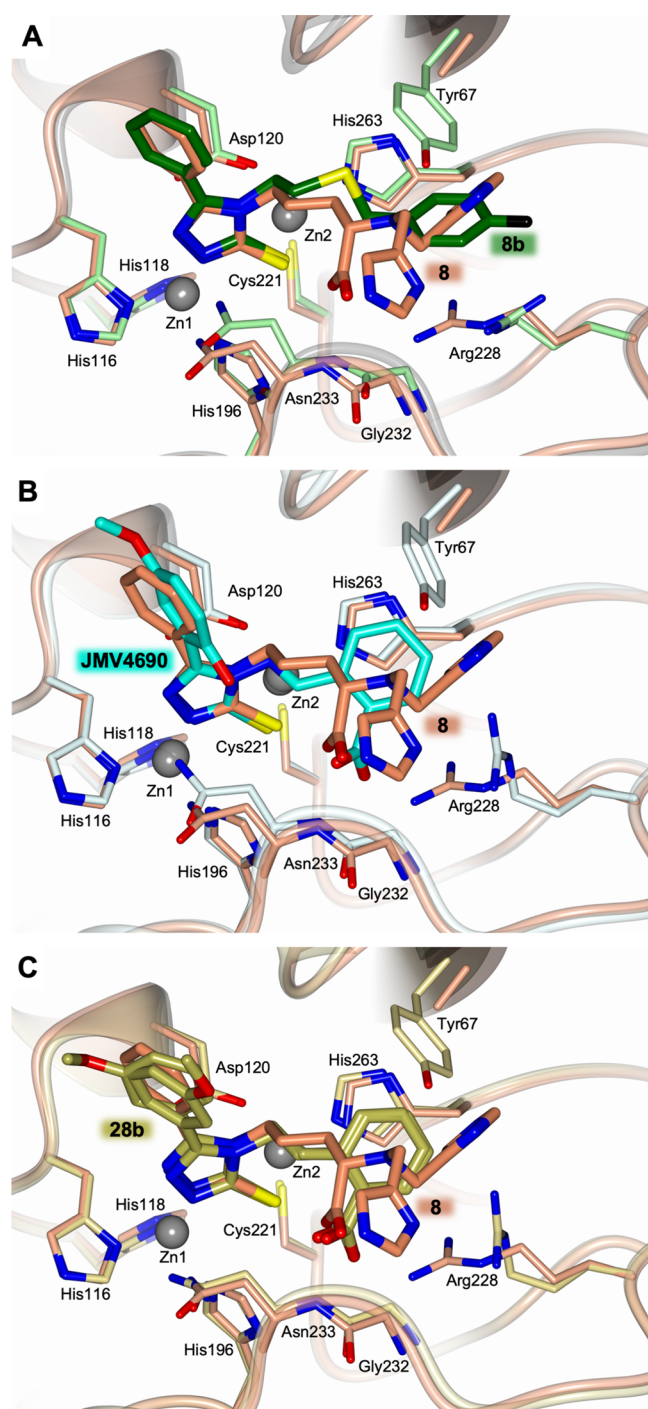 A
Tyr67
Asp120
His263
Zn2
8b
His118
Cys221
8
Zn1
His116
Arg228
His196
Asn233
Gly232
B
Tyr67
Asp120
His263
JMV4690
Zn2
His118
Cys221
8
Zn1
His116
Arg228
His196
Asn233
Gly232
C
Tyr67
Asp120
His263
28b
Zn2
His118
Cys221
8
Zn1
His116
Arg228
His196
Asn233
Gly232